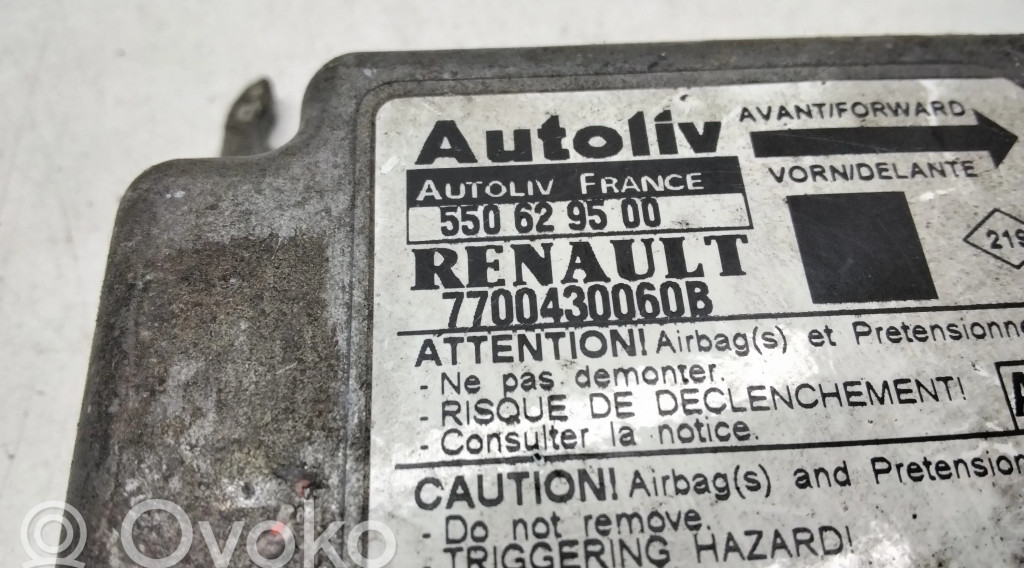 Autoliv
AVANT/FORWARD
AUTOLIV FRANCE
VORN/DELANTE
550 62 95 00
RENAULT
7700430060B
ATTENTION! Airbag(s) et
- Ne pas demonter.
- RISQUE DE DECLENCHEMENT!
- Consulter la notice.
CAUTION! Airbag(s) and
- Do not remove.
- TRIGGERING HAZARD!
Ovoko